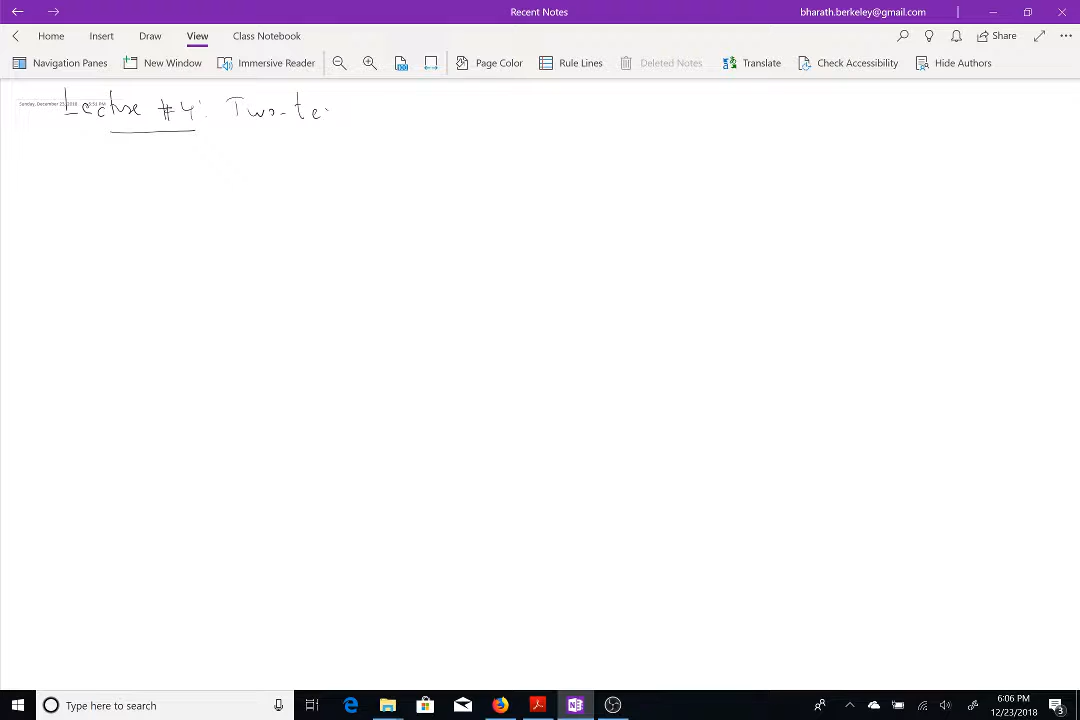 Recent Notes
bharath.berkeley@gmail.com
Home Insert Draw View Class Notebook Share
Navigation Panes New Window Immersive Reader Page Color Rule Lines Deleted Notes Translate Check Accessibility Hide Authors
Lecture #4: Two-te
Type here to search
6:06 PM
12/23/2018
3